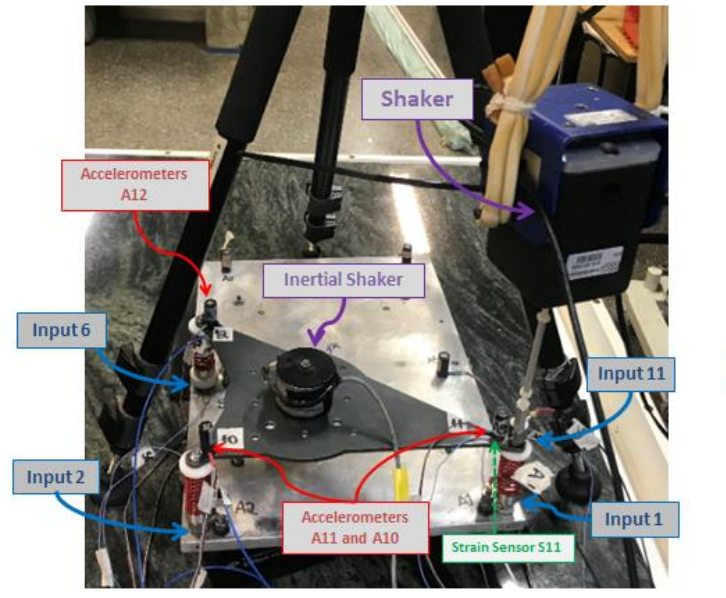 Shaker
Accelerometers
A12
Inertial Shaker
Input 6
Input 11
12
11
10
A
Input 2
A2
A1
Accelerometers
A11 and A10
Input 1
Strain Sensor S11